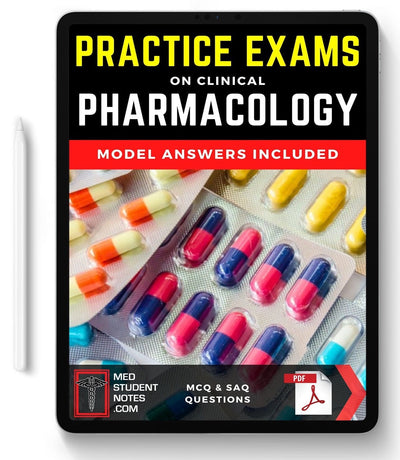 PRACTICE EXAMS
ON CLINICAL
PHARMACOLOGY
MODEL ANSWERS INCLUDED
MED
STUDENT
NOTES
.COM
MCQ & SAQ
QUESTIONS
PDF